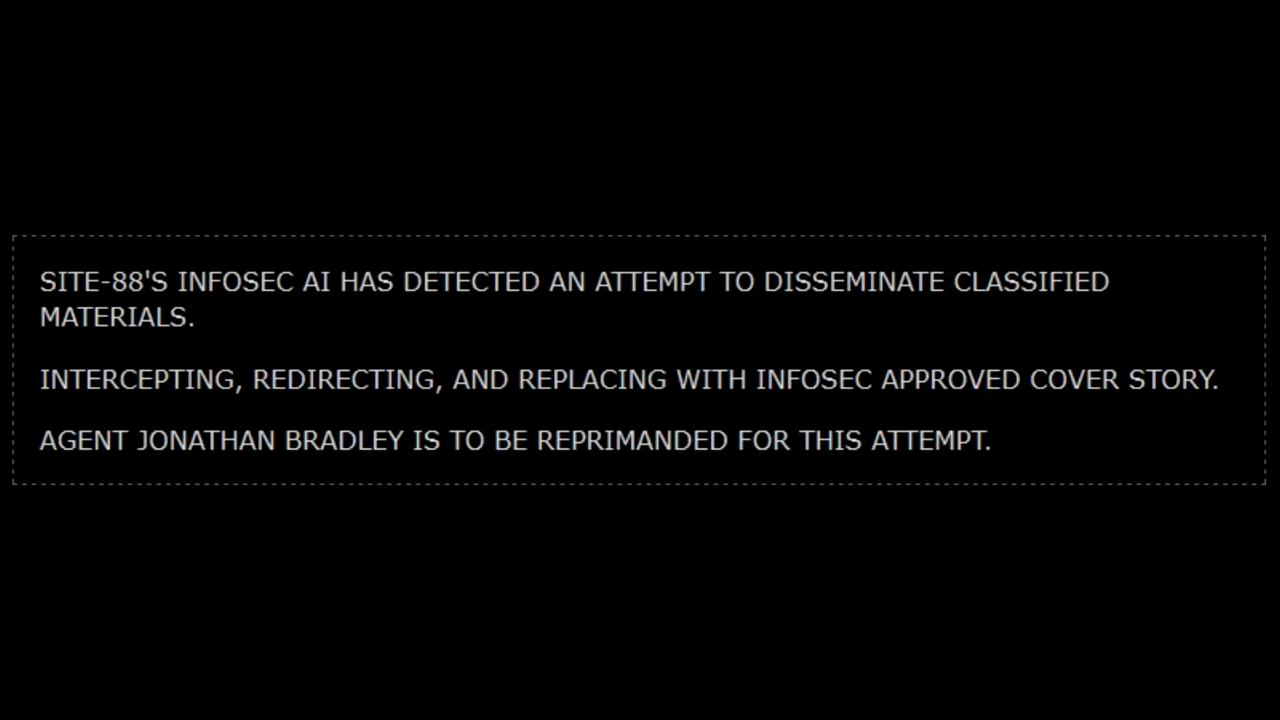 SITE-88'S INFOSEC AI HAS DETECTED AN ATTEMPT TO DISSEMINATE CLASSIFIED
MATERIALS.
INTERCEPTING, REDIRECTING, AND REPLACING WITH INFOSEC APPROVED COVER STORY.
AGENT JONATHAN BRADLEY IS TO BE REPRIMANDED FOR THIS ATTEMPT.